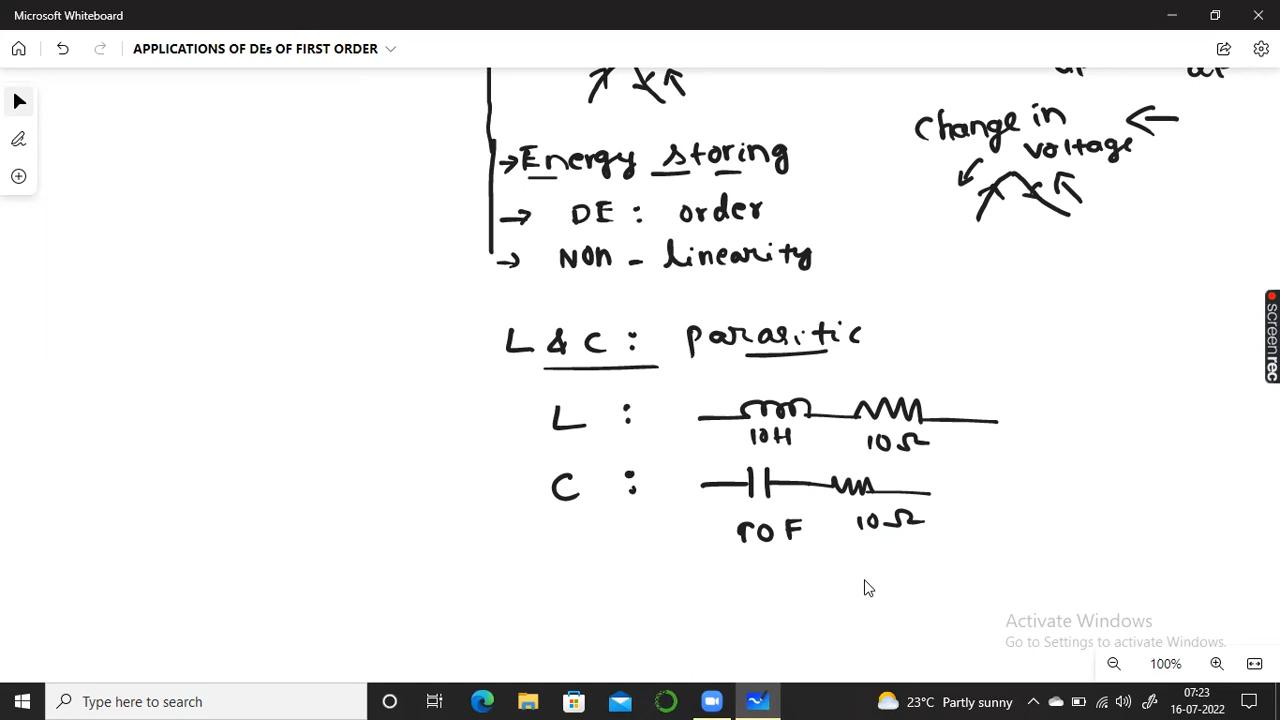 Microsoft Whiteboard
APPLICATIONS OF DEs OF FIRST ORDER
Change in
voltage
Energy storing
DE : order
Non - linearity
L & C : parasitic
L :
10H
10Ω
C :
10F
10Ω
screenrec
Activate Windows
Go to Settings to activate Windows.
100%
Type here to search
23°C Partly sunny
07:23
16-07-2022